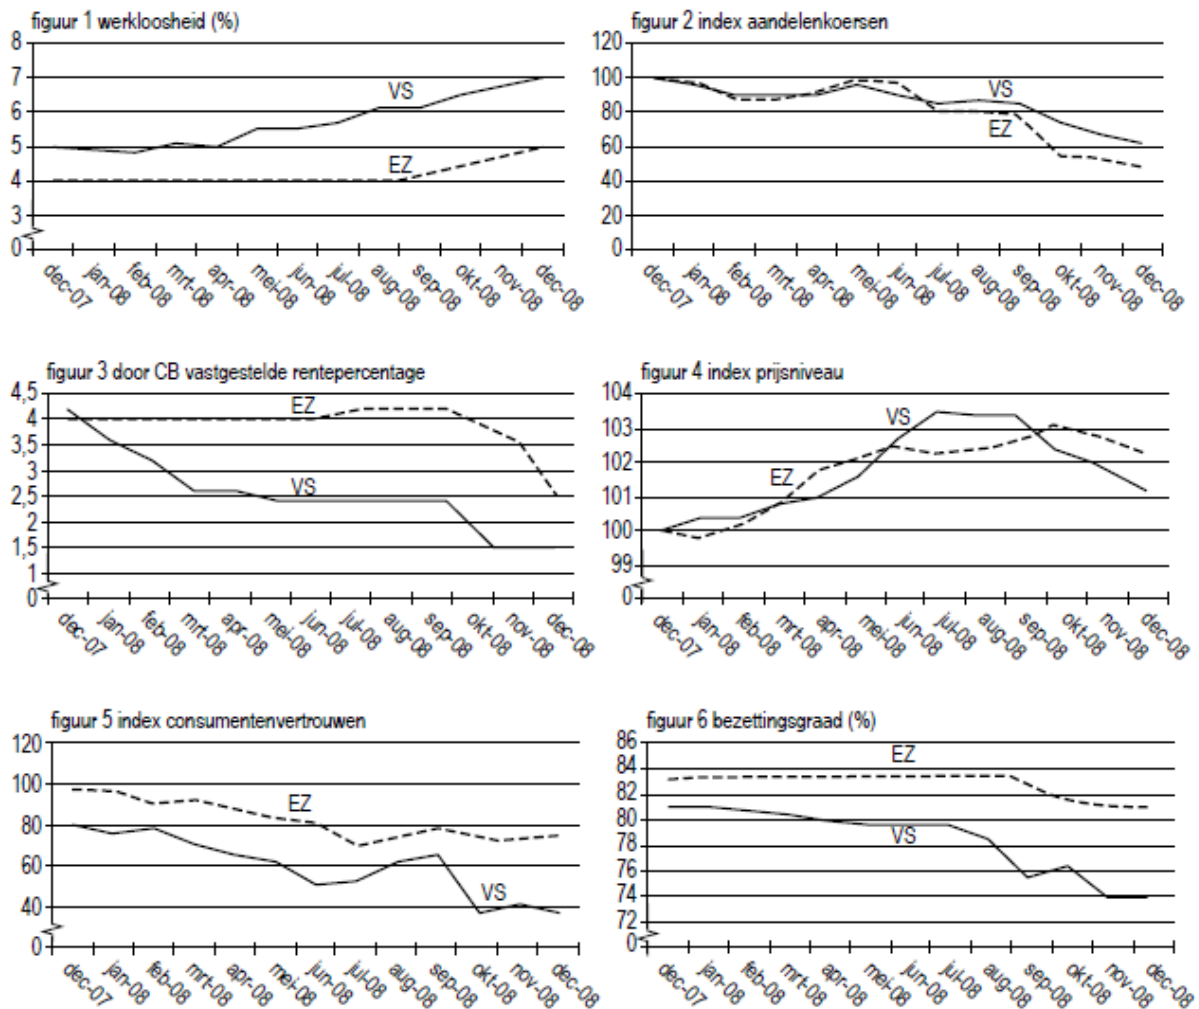 figuur 1 werkloosheid (%)
8
7
6
5
4
3
0
VS
EZ
dec-07
jan-08
feb-08
mrt-08
apr-08
mei-08
jun-08
jul-08
aug-08
sep-08
okt-08
nov-08
dec-08
figuur 2 index aandelenkoersen
120
100
80
60
40
20
0
VS
EZ
dec-07
jan-08
feb-08
mrt-08
apr-08
mei-08
jun-08
jul-08
aug-08
sep-08
okt-08
nov-08
dec-08
figuur 3 door CB vastgestelde rentepercentage
4,5
4
3,5
3
2,5
2
1,5
1
0
EZ
VS
dec-07
jan-08
feb-08
mrt-08
apr-08
mei-08
jun-08
jul-08
aug-08
sep-08
okt-08
nov-08
dec-08
figuur 4 index prijsniveau
104
103
102
101
100
99
0
VS
EZ
dec-07
jan-08
feb-08
mrt-08
apr-08
mei-08
jun-08
jul-08
aug-08
sep-08
okt-08
nov-08
dec-08
figuur 5 index consumentenvertrouwen
120
100
80
60
40
0
EZ
VS
dec-07
jan-08
feb-08
mrt-08
apr-08
mei-08
jun-08
jul-08
aug-08
sep-08
okt-08
nov-08
dec-08
figuur 6 bezettingsgraad (%)
86
84
82
80
78
76
74
72
0
EZ
VS
dec-07
jan-08
feb-08
mrt-08
apr-08
mei-08
jun-08
jul-08
aug-08
sep-08
okt-08
nov-08
dec-08